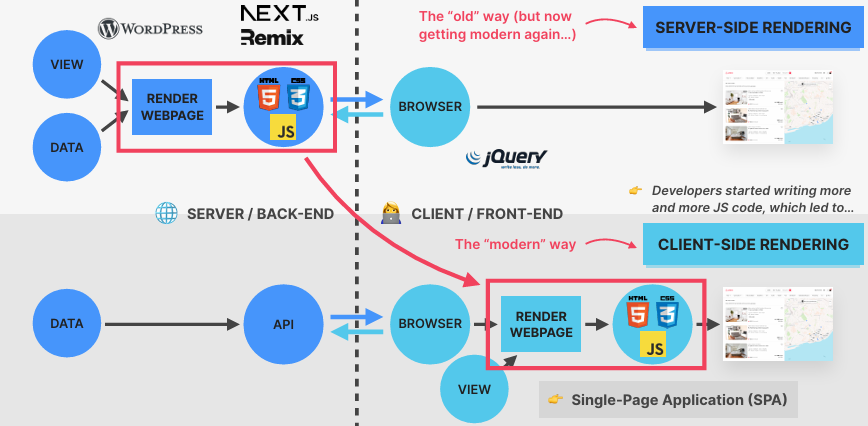 WORDPRESS
NEXT.JS
Remix
The “old” way (but now
getting modern again...)
SERVER-SIDE RENDERING
VIEW
DATA
RENDER
WEBPAGE
HTML
5
CSS
3
JS
BROWSER
jQuery
write less, do more.
👉 Developers started writing more
and more JS code, which led to...
🌐 SERVER / BACK-END
👩‍💻 CLIENT / FRONT-END
The “modern” way
CLIENT-SIDE RENDERING
DATA
API
BROWSER
RENDER
WEBPAGE
HTML
5
CSS
3
JS
VIEW
👉 Single-Page Application (SPA)